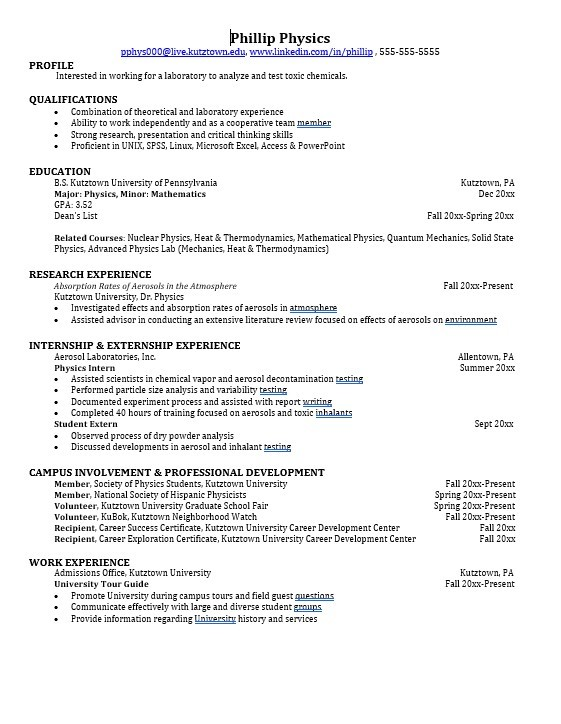 Phillip Physics
pphys000@live.kutztown.edu, www.linkedin.com/in/phillip , 555-555-5555
PROFILE
Interested in working for a laboratory to analyze and test toxic chemicals.
QUALIFICATIONS
• Combination of theoretical and laboratory experience
• Ability to work independently and as a cooperative team member
• Strong research, presentation and critical thinking skills
• Proficient in UNIX, SPSS, Linux, Microsoft Excel, Access & PowerPoint
EDUCATION
B.S. Kutztown University of Pennsylvania Kutztown, PA
Major: Physics, Minor: Mathematics Dec 20xx
GPA: 3.52
Dean's List Fall 20xx-Spring 20xx
Related Courses: Nuclear Physics, Heat & Thermodynamics, Mathematical Physics, Quantum Mechanics, Solid State
Physics, Advanced Physics Lab (Mechanics, Heat & Thermodynamics)
RESEARCH EXPERIENCE
Absorption Rates of Aerosols in the Atmosphere Fall 20xx-Present
Kutztown University, Dr. Physics
• Investigated effects and absorption rates of aerosols in atmosphere
• Assisted advisor in conducting an extensive literature review focused on effects of aerosols on environment
INTERNSHIP & EXTERNSHIP EXPERIENCE
Aerosol Laboratories, Inc. Allentown, PA
Physics Intern Summer 20xx
• Assisted scientists in chemical vapor and aerosol decontamination testing
• Performed particle size analysis and variability testing
• Documented experiment process and assisted with report writing
• Completed 40 hours of training focused on aerosols and toxic inhalants
Student Extern Sept 20xx
• Observed process of dry powder analysis
• Discussed developments in aerosol and inhalant testing
CAMPUS INVOLVEMENT & PROFESSIONAL DEVELOPMENT
Member, Society of Physics Students, Kutztown University Fall 20xx-Present
Member, National Society of Hispanic Physicists Spring 20xx-Present
Volunteer, Kutztown University Graduate School Fair Spring 20xx-Present
Volunteer, KuBok, Kutztown Neighborhood Watch Fall 20xx-Present
Recipient, Career Success Certificate, Kutztown University Career Development Center Fall 20xx
Recipient, Career Exploration Certificate, Kutztown University Career Development Center Fall 20xx
WORK EXPERIENCE
Admissions Office, Kutztown University Kutztown, PA
University Tour Guide Fall 20xx-Present
• Promote University during campus tours and field guest questions
• Communicate effectively with large and diverse student groups
• Provide information regarding University history and services